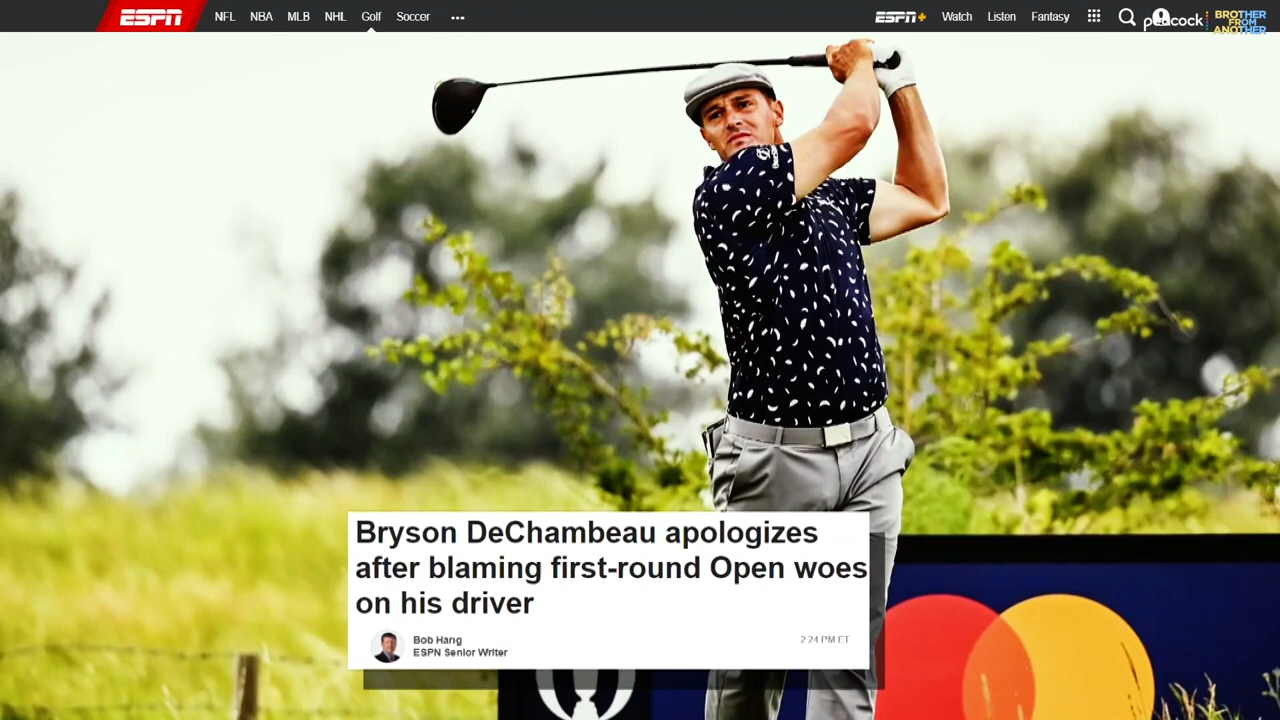 ESPN NFL NBA MLB NHL Golf Soccer ... ESPN+ Watch Listen Fantasy peacock BROTHER
FROM
ANOTHER
Bryson DeChambeau apologizes
after blaming first-round Open woes
on his driver
Bob Hang
ESPN Senior Writer
2:24 PM ET